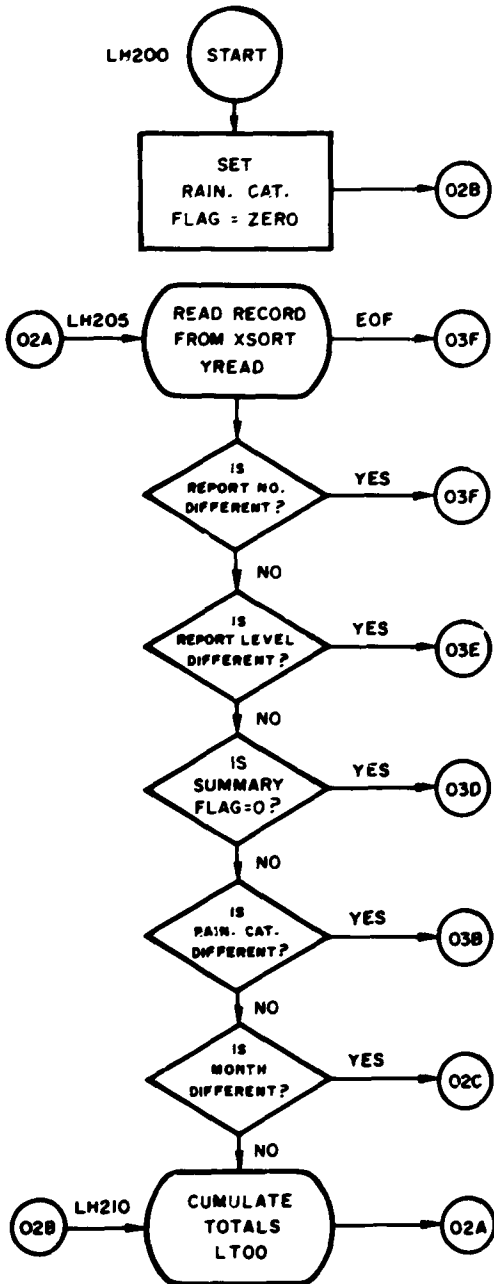 LH200
START
SET
RAIN. CAT.
FLAG = ZERO
02B
02A
LH205
READ RECORD
FROM XSORT
YREAD
EOF
03F
IS
REPORT NO.
DIFFERENT?
YES
03F
NO
IS
REPORT LEVEL
DIFFERENT?
YES
03E
NO
IS
SUMMARY
FLAG=0?
YES
03D
NO
IS
RAIN. CAT.
DIFFERENT?
YES
03B
NO
IS
MONTH
DIFFERENT?
YES
02C
NO
02B
LH210
CUMULATE
TOTALS
LT00
02A